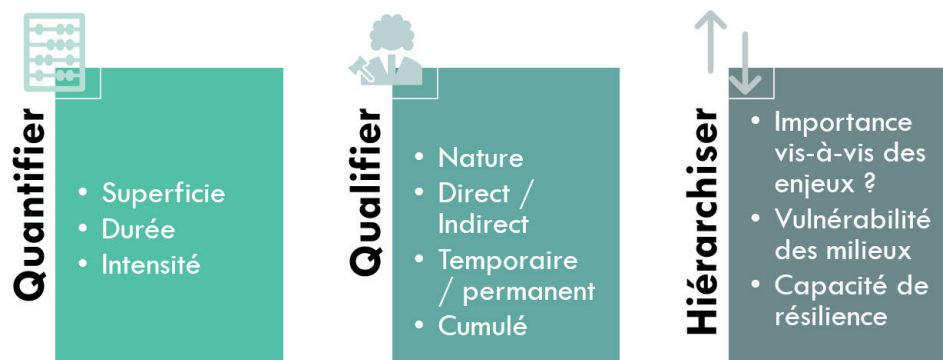 Quantifier
• Superficie
• Durée
• Intensité
Qualifier
• Nature
• Direct /
Indirect
• Temporaire
/ permanent
• Cumulé
Hiérarchiser
• Importance
vis-à-vis des
enjeux ?
• Vulnérabilité
des milieux
• Capacité de
résilience